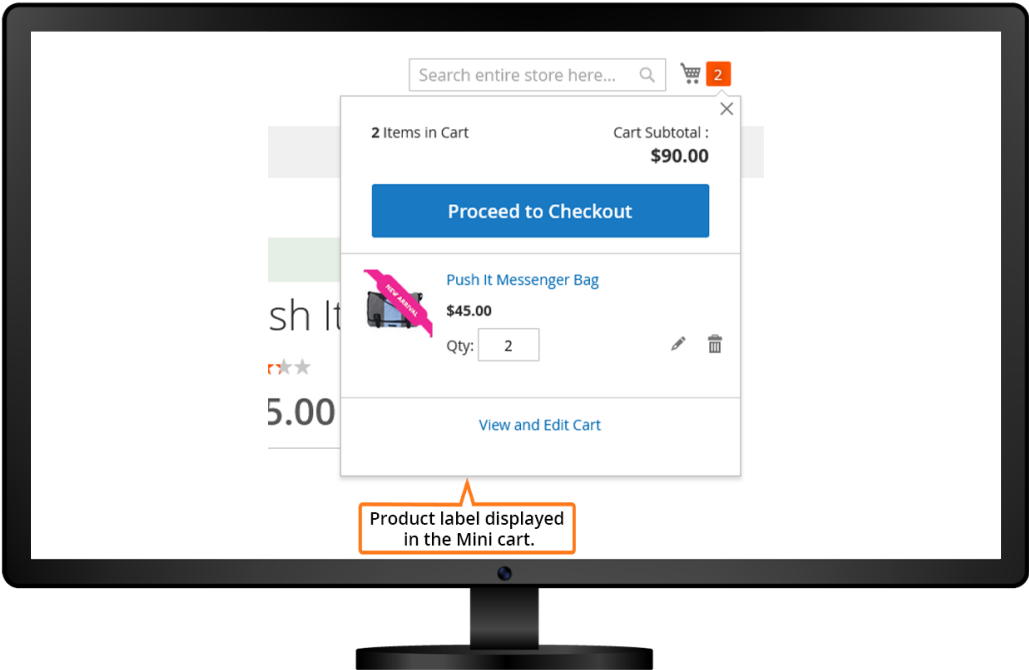 Search entire store here...
2
2 Items in Cart
Cart Subtotal :
$90.00
Proceed to Checkout
NEW ARRIVAL
Push It Messenger Bag
$45.00
Qty: 2
View and Edit Cart
sh It
5.00
Product label displayed
in the Mini cart.